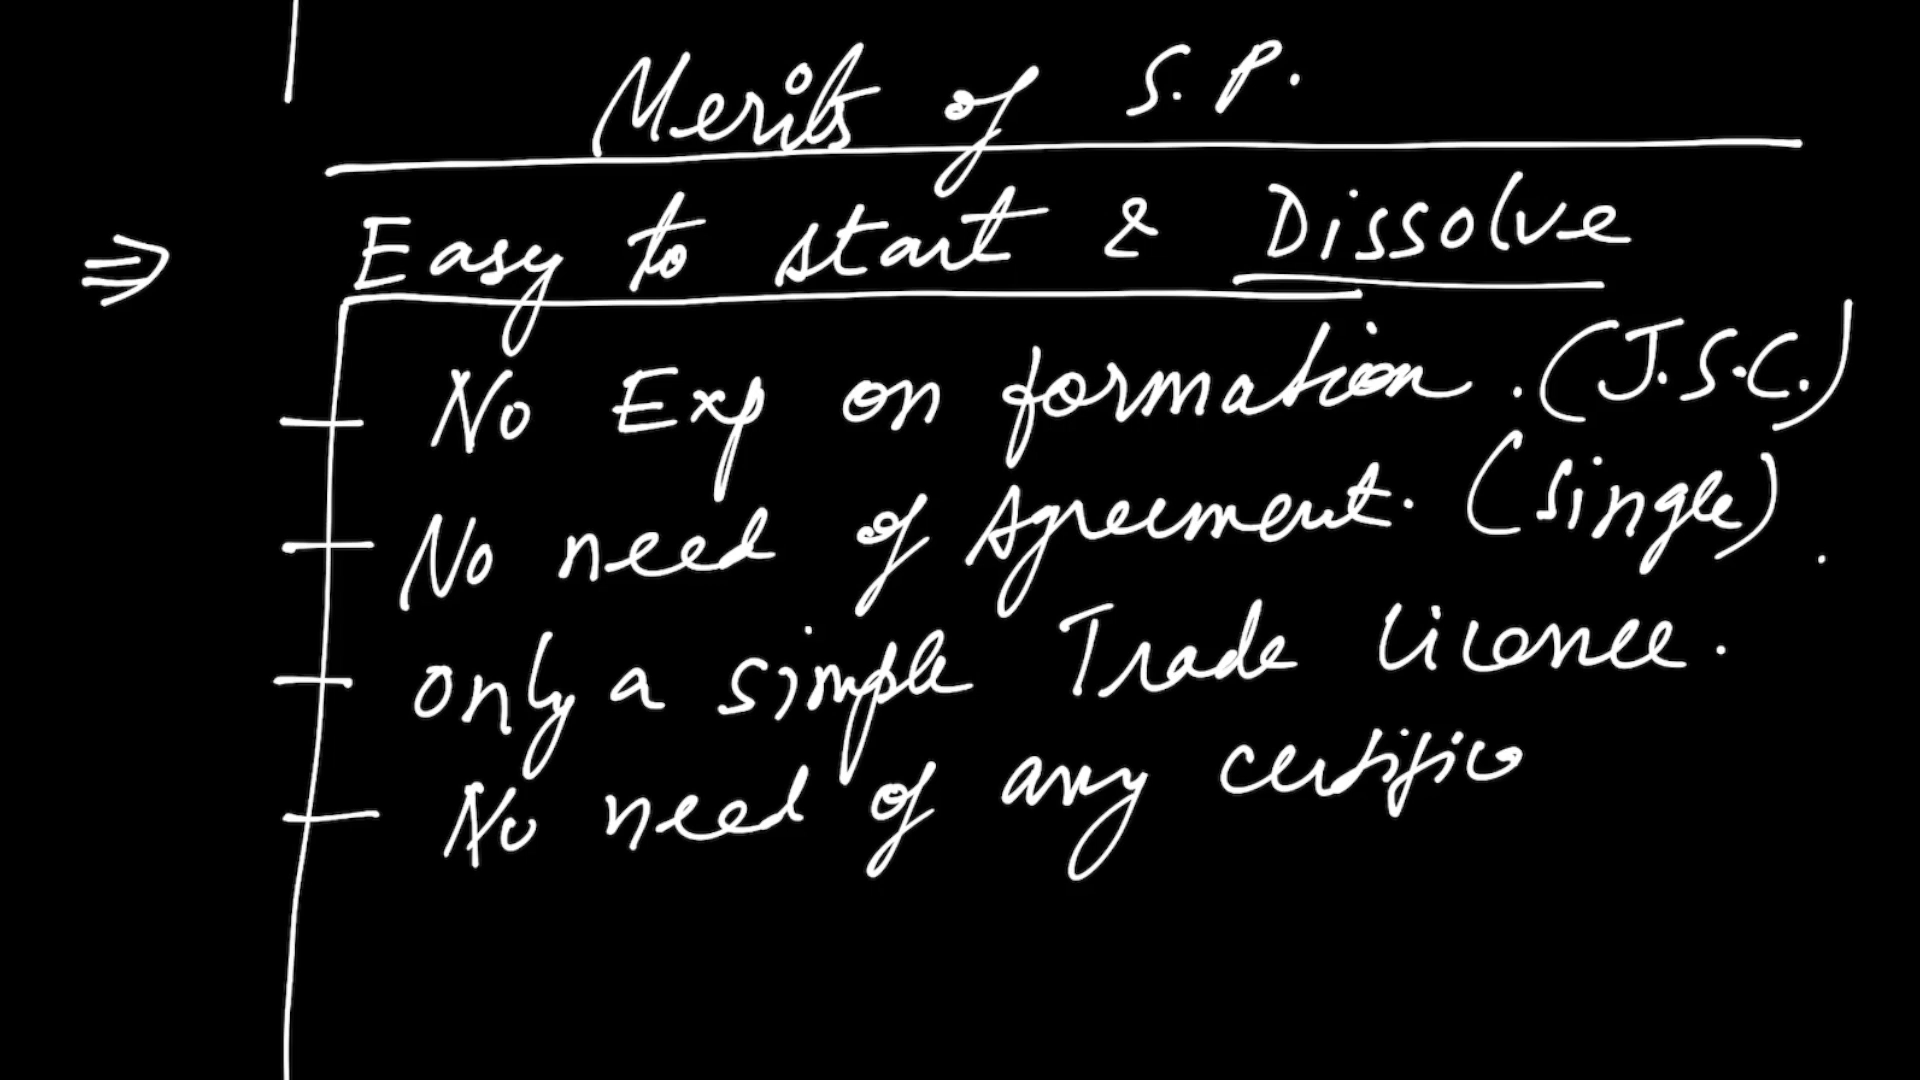 Merits of S.P.
⇒ Easy to start & Dissolve
No Exp on formation. (J.S.C.)
No need of Agreement. (single).
only a simple Trade licence.
No need of any certifica